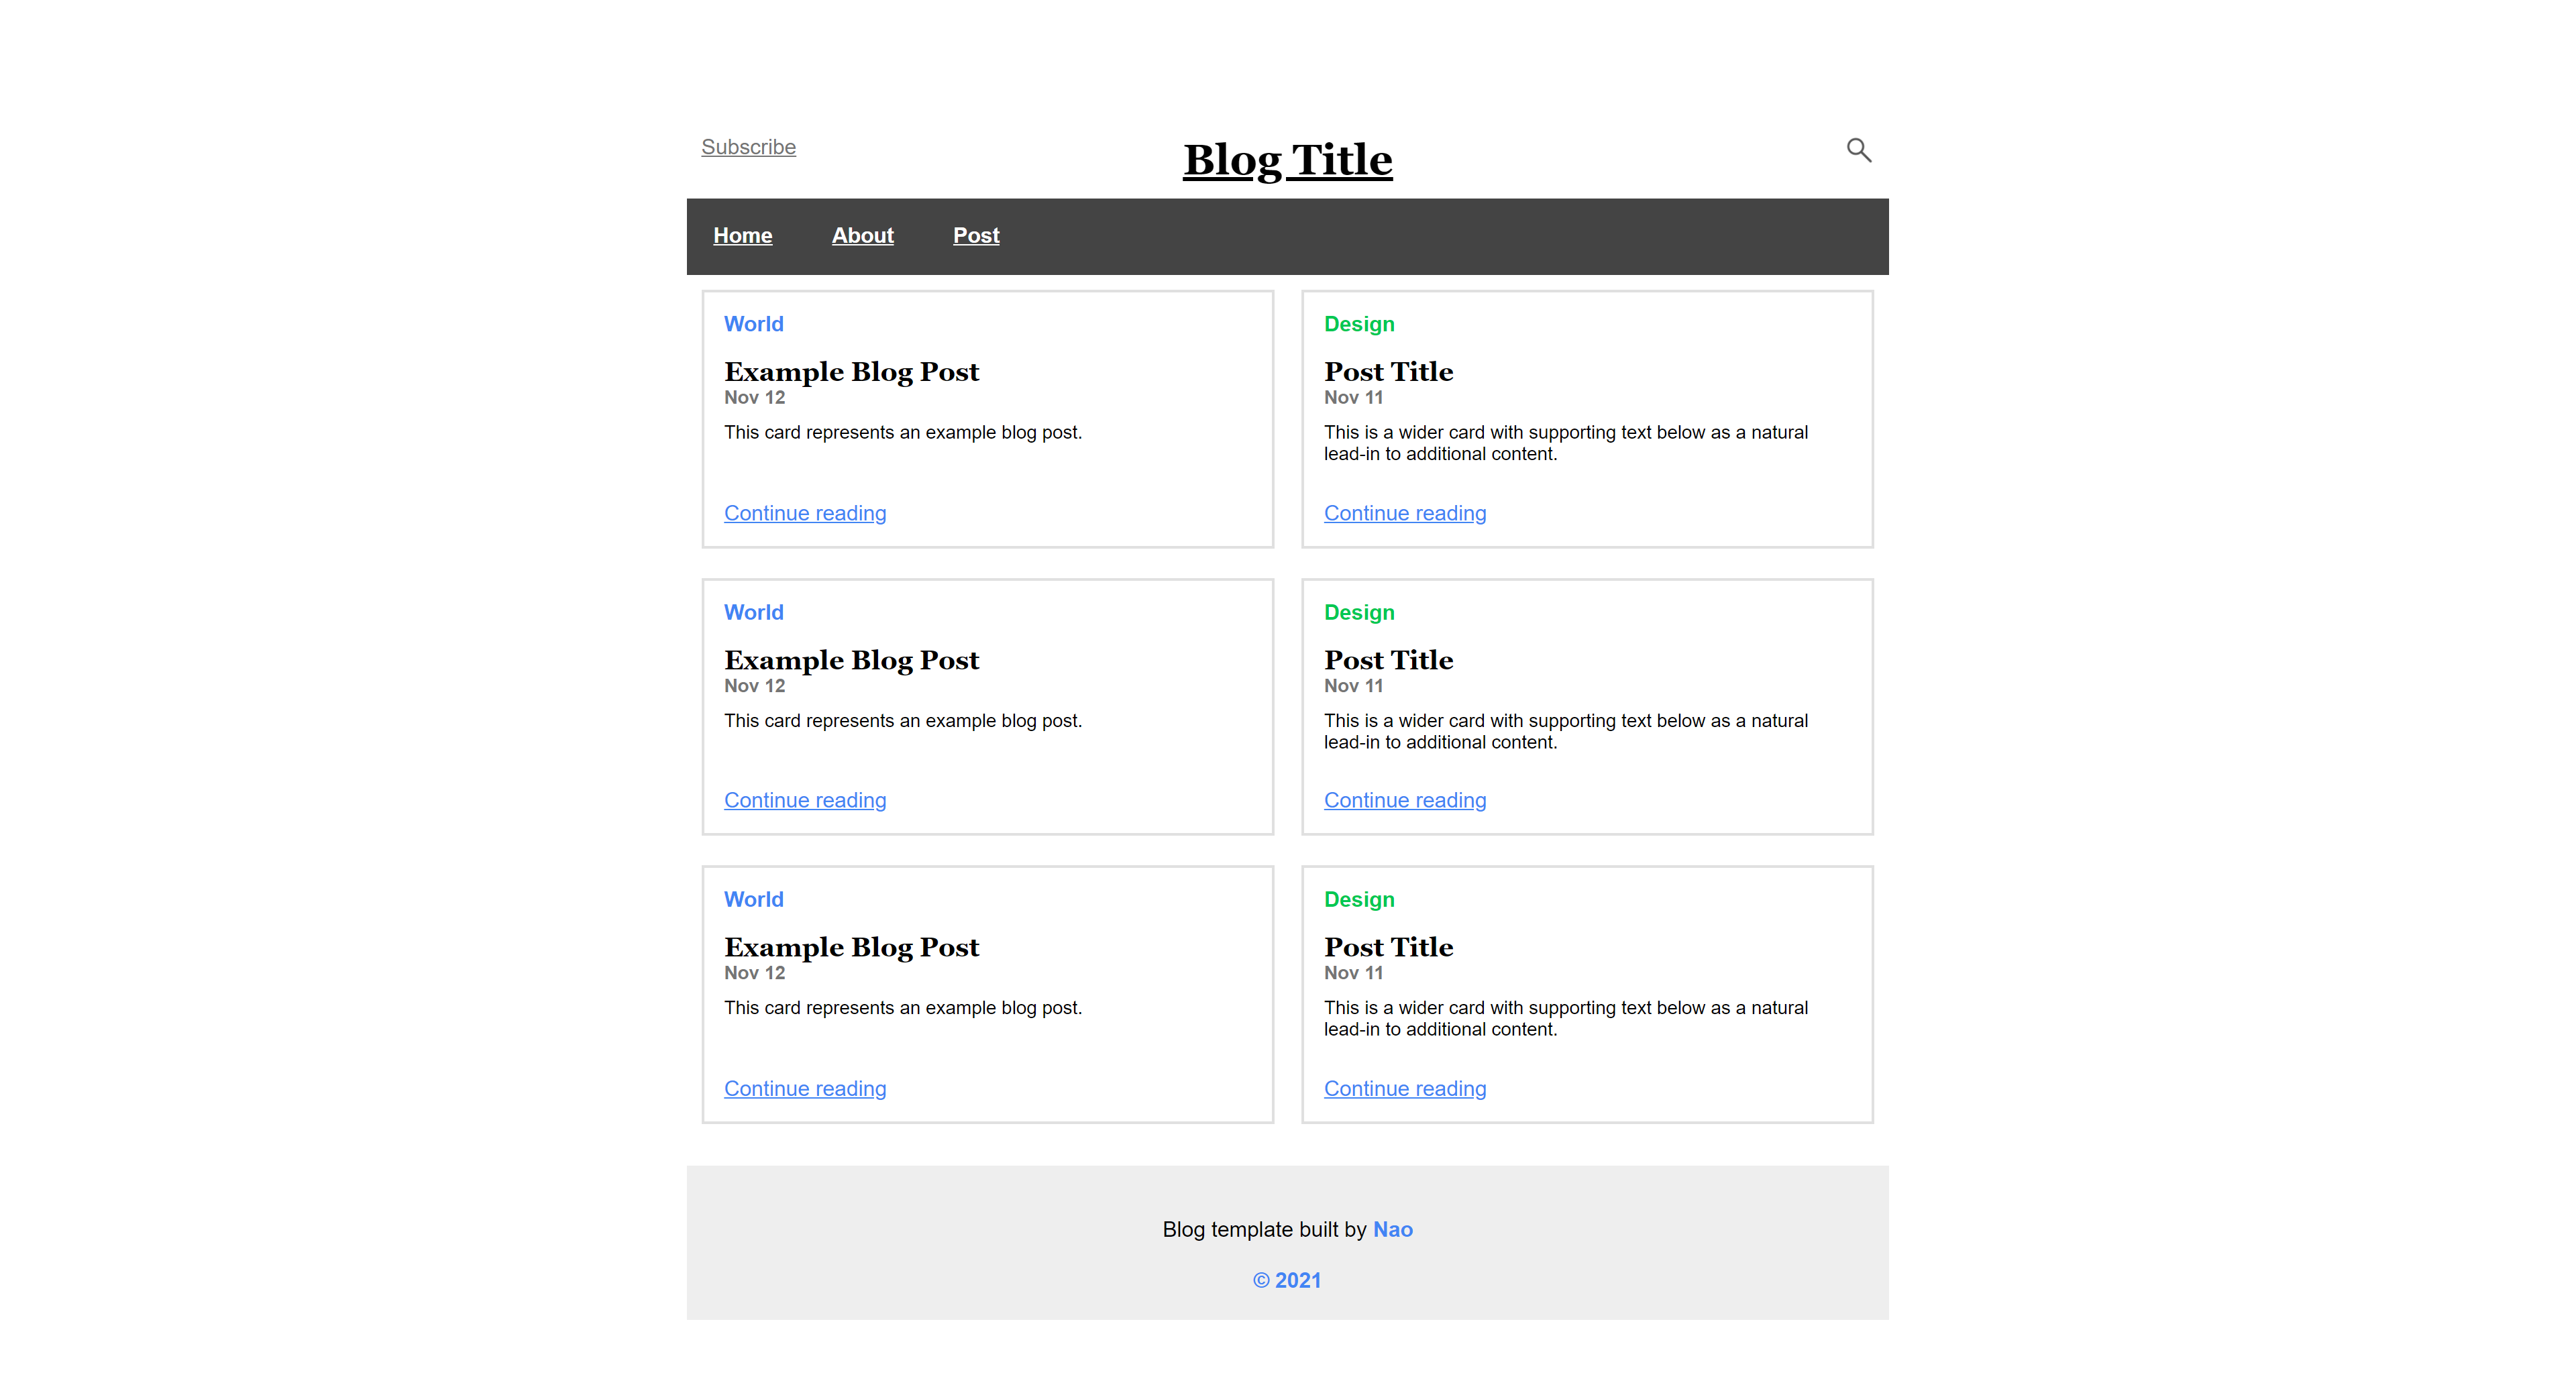 Subscribe
Blog Title
Home About Post
World
Example Blog Post
Nov 12
This card represents an example blog post.
Continue reading
Design
Post Title
Nov 11
This is a wider card with supporting text below as a natural
lead-in to additional content.
Continue reading
World
Example Blog Post
Nov 12
This card represents an example blog post.
Continue reading
Design
Post Title
Nov 11
This is a wider card with supporting text below as a natural
lead-in to additional content.
Continue reading
World
Example Blog Post
Nov 12
This card represents an example blog post.
Continue reading
Design
Post Title
Nov 11
This is a wider card with supporting text below as a natural
lead-in to additional content.
Continue reading
Blog template built by Nao
© 2021